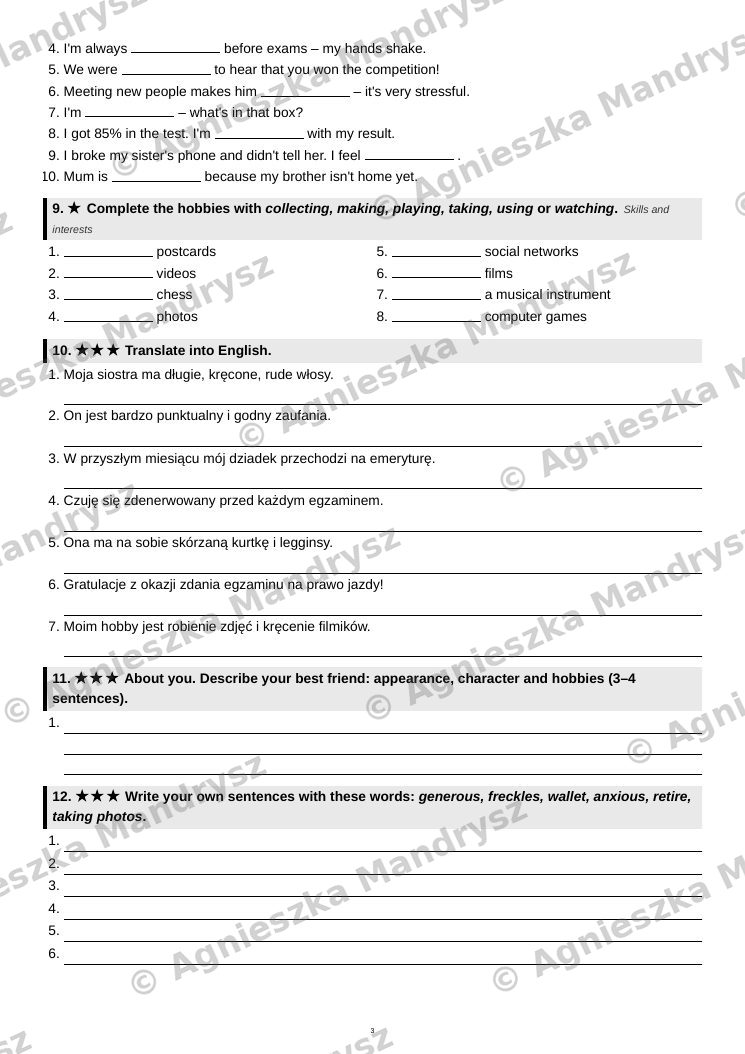 4. I'm always ____________ before exams – my hands shake.
5. We were ____________ to hear that you won the competition!
6. Meeting new people makes him ____________ – it's very stressful.
7. I'm ____________ – what's in that box?
8. I got 85% in the test. I'm ____________ with my result.
9. I broke my sister's phone and didn't tell her. I feel ____________ .
10. Mum is ____________ because my brother isn't home yet.
9. ★ Complete the hobbies with collecting, making, playing, taking, using or watching. Skills and
interests
1. ____________ postcards
2. ____________ videos
3. ____________ chess
4. ____________ photos
5. ____________ social networks
6. ____________ films
7. ____________ a musical instrument
8. ____________ computer games
10. ★★★ Translate into English.
1. Moja siostra ma długie, kręcone, rude włosy.
2. On jest bardzo punktualny i godny zaufania.
3. W przyszłym miesiącu mój dziadek przechodzi na emeryturę.
4. Czuję się zdenerwowany przed każdym egzaminem.
5. Ona ma na sobie skórzaną kurtkę i legginsy.
6. Gratulacje z okazji zdania egzaminu na prawo jazdy!
7. Moim hobby jest robienie zdjęć i kręcenie filmików.
11. ★★★ About you. Describe your best friend: appearance, character and hobbies (3–4
sentences).
1.
12. ★★★ Write your own sentences with these words: generous, freckles, wallet, anxious, retire,
taking photos.
1.
2.
3.
4.
5.
6.
3
© Agnieszka Mandrysz